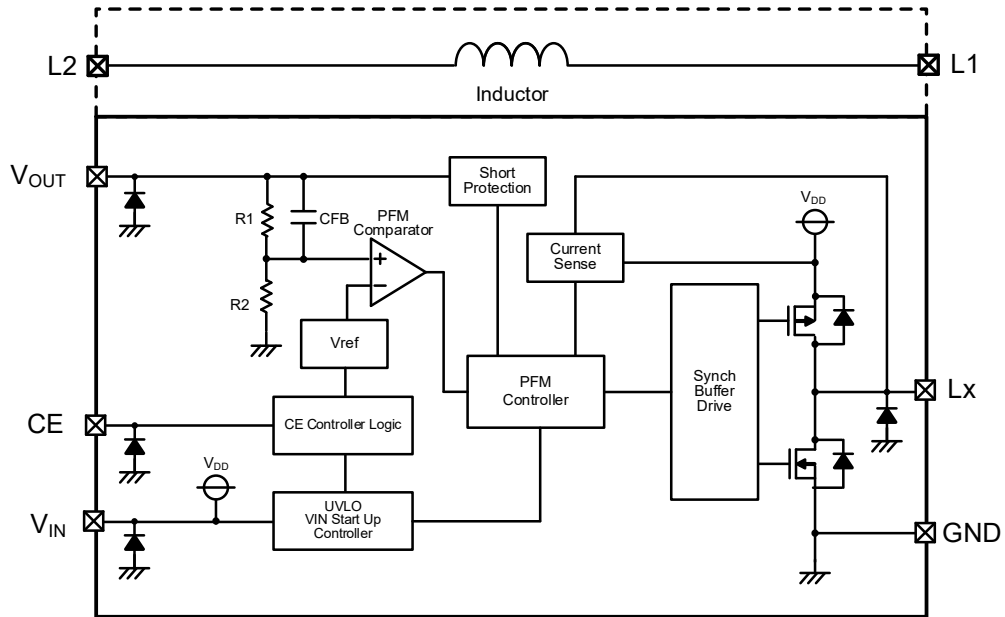 L2
L1
Inductor
VOUT
Short
Protection
R1
CFB
PFM
Comparator
+
−
R2
Vref
Current
Sense
VDD
PFM
Controller
Synch
Buffer
Drive
Lx
CE
CE Controller Logic
VDD
VIN
UVLO
VIN Start Up
Controller
GND